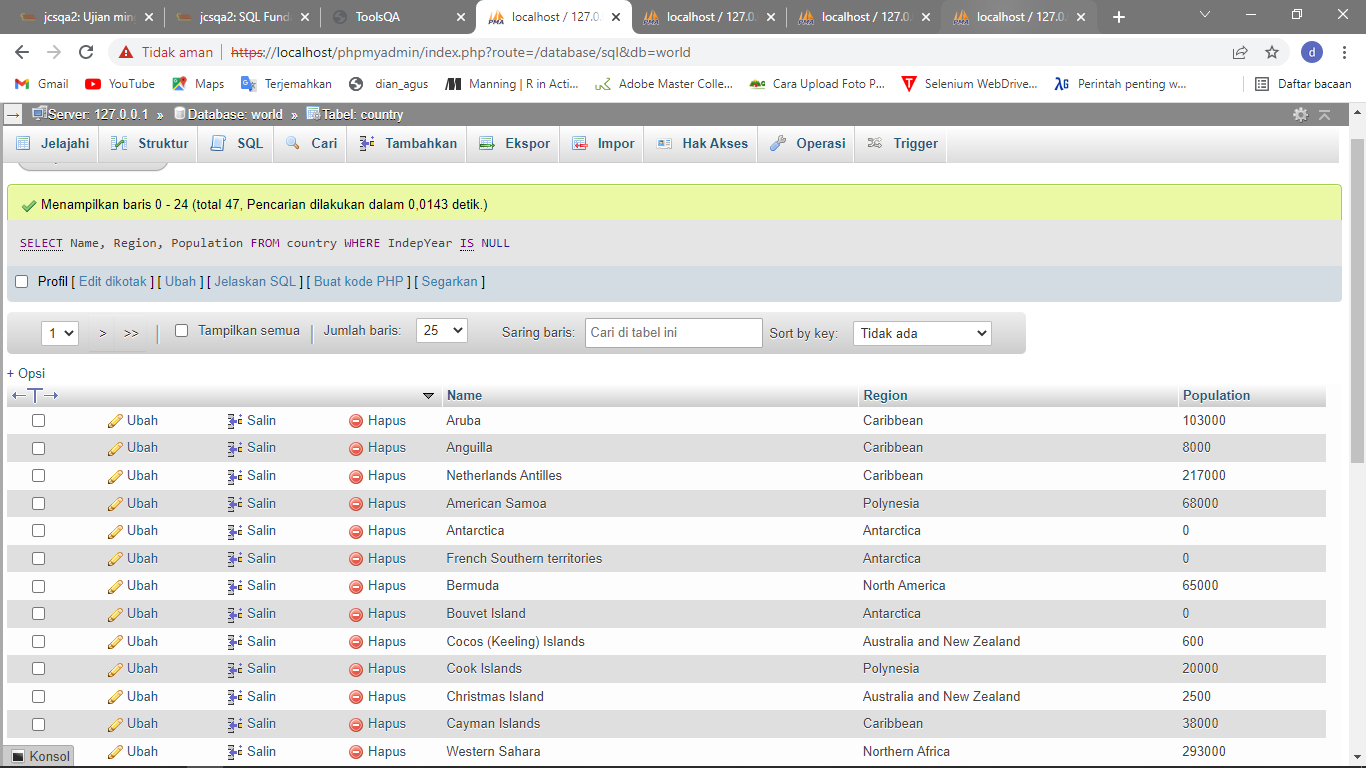 jcsqa2: Ujian min
jcsqa2: SQL Fund
ToolsQA
localhost / 127.0.
localhost / 127.0.
localhost / 127.0.
localhost / 127.0.
Tidak aman
https://localhost/phpmyadmin/index.php?route=/database/sql&db=world
d
Gmail
YouTube
Maps
Terjemahkan
dian_agus
Manning | R in Acti...
Adobe Master Colle...
Cara Upload Foto P...
Selenium WebDrive...
Perintah penting w...
Daftar bacaan
Server: 127.0.0.1 » Database: world » Tabel: country
Jelajahi
Struktur
SQL
Cari
Tambahkan
Ekspor
Impor
Hak Akses
Operasi
Trigger
Menampilkan baris 0 - 24 (total 47, Pencarian dilakukan dalam 0,0143 detik.)
SELECT Name, Region, Population FROM country WHERE IndepYear IS NULL
Profil [ Edit dikotak ] [ Ubah ] [ Jelaskan SQL ] [ Buat kode PHP ] [ Segarkan ]
1 > >> | Tampilkan semua | Jumlah baris: 25 Saring baris: Cari di tabel ini Sort by key: Tidak ada
+ Opsi
←T→ Name Region Population
Ubah Salin Hapus Aruba Caribbean 103000
Ubah Salin Hapus Anguilla Caribbean 8000
Ubah Salin Hapus Netherlands Antilles Caribbean 217000
Ubah Salin Hapus American Samoa Polynesia 68000
Ubah Salin Hapus Antarctica Antarctica 0
Ubah Salin Hapus French Southern territories Antarctica 0
Ubah Salin Hapus Bermuda North America 65000
Ubah Salin Hapus Bouvet Island Antarctica 0
Ubah Salin Hapus Cocos (Keeling) Islands Australia and New Zealand 600
Ubah Salin Hapus Cook Islands Polynesia 20000
Ubah Salin Hapus Christmas Island Australia and New Zealand 2500
Ubah Salin Hapus Cayman Islands Caribbean 38000
Ubah Salin Hapus Western Sahara Northern Africa 293000
Konsol